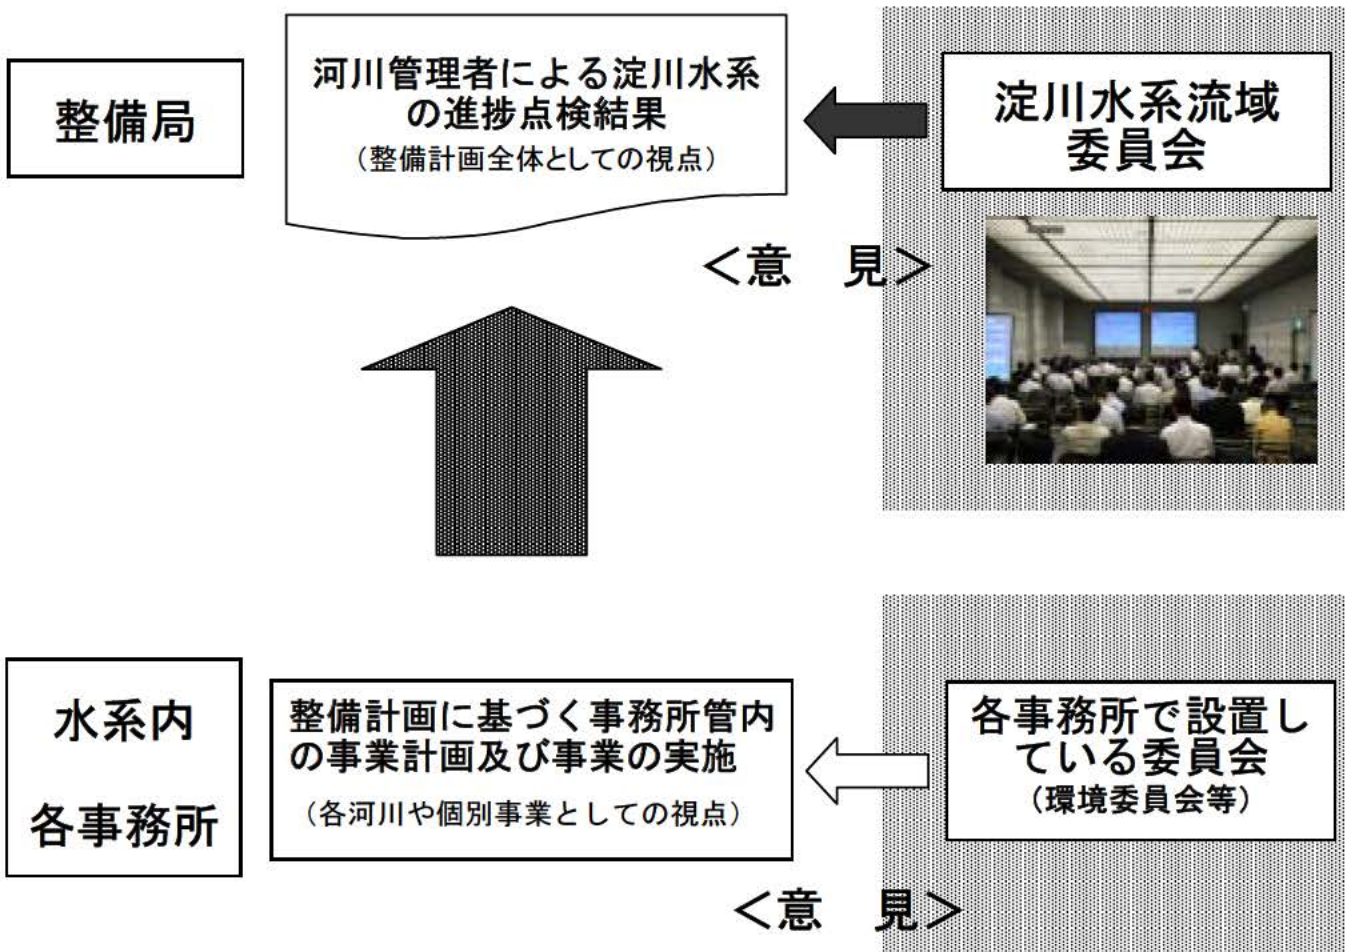 整備局
河川管理者による淀川水系
の進捗点検結果
（整備計画全体としての視点）
淀川水系流域
委員会
＜意　見＞
水系内
各事務所
整備計画に基づく事務所管内
の事業計画及び事業の実施
（各河川や個別事業としての視点）
各事務所で設置し
ている委員会
（環境委員会等）
＜意　見＞